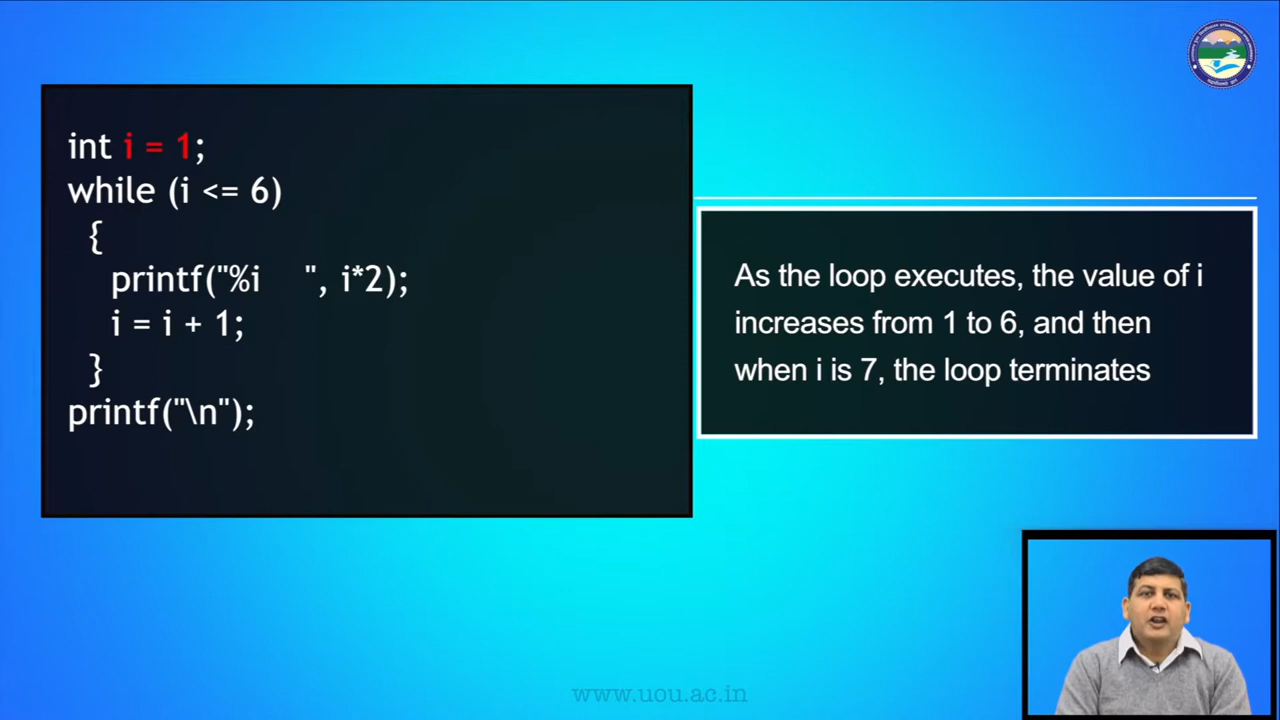 int i = 1;
while (i <= 6)
{
printf("%i    ", i*2);
i = i + 1;
}
printf("\n");
As the loop executes, the value of i
increases from 1 to 6, and then
when i is 7, the loop terminates
www.uou.ac.in